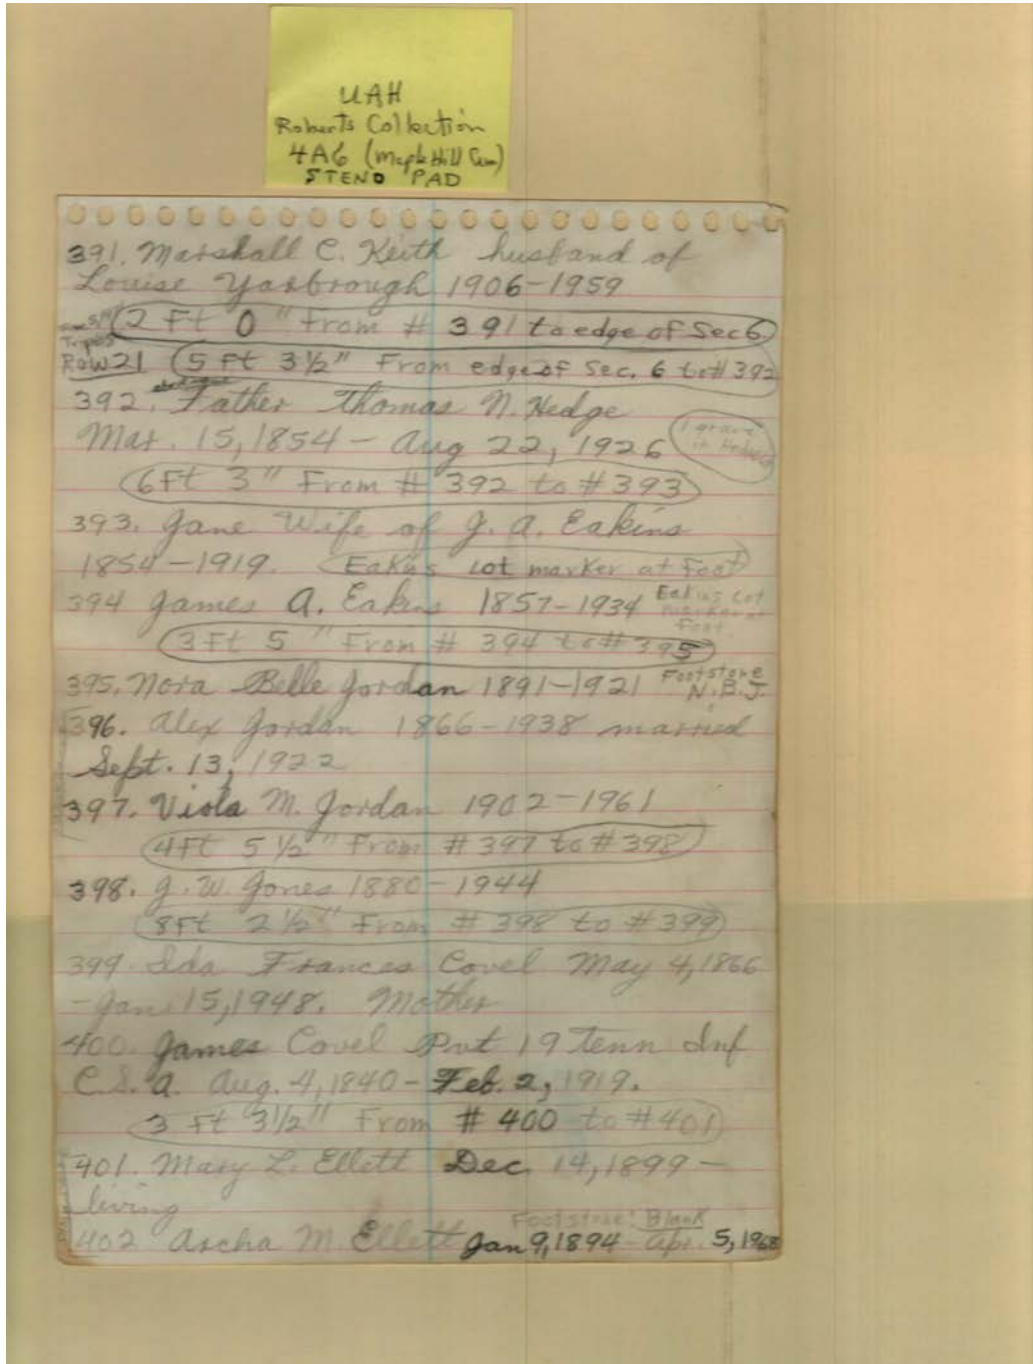 UAH
Roberts Collection
4A6 (Maple Hill Cem)
STENO PAD
391. Marshall C. Keith husband of
Louise Yarbrough 1906-1959
2 Ft 0" From # 391 to edge of Sec 6
Row 21 5 Ft 3½" From edge of Sec. 6 to # 392
392. Father Thomas N. Hedge
Mar. 15, 1854 - Aug 22, 1926
1 grave in
6 Ft 3" From # 392 to # 393
393. Jane Wife of J. A. Eakins
1854-1919. Eakins Lot marker at Foot
394 James A. Eakins 1857-1934 Eakins Lot marker at Foot
3 Ft 5" From # 394 to # 395
395. Nora Belle Jordan 1891-1921 Footstone N.B.J.
396. Alex Jordan 1866-1938 married
Sept. 13, 1922
397. Viola M. Jordan 1902-1961
4 Ft 5½" From # 397 to # 398
398. J. W. Jones 1880-1944
8 Ft 2½" From # 398 to # 399
399. Ida Frances Covel May 4, 1866
- Jan 15, 1948. Mother
400. James Covel Pvt 19 Tenn Inf
C.S.A. Aug. 4, 1840 - Feb. 2, 1919.
3 Ft 3½" From # 400 to # 401
401. Mary L. Ellett Dec. 14, 1899 -
living
Footstone: Blank
402 Ascha M. Ellett Jan 9, 1894 - Apr. 5, 1968